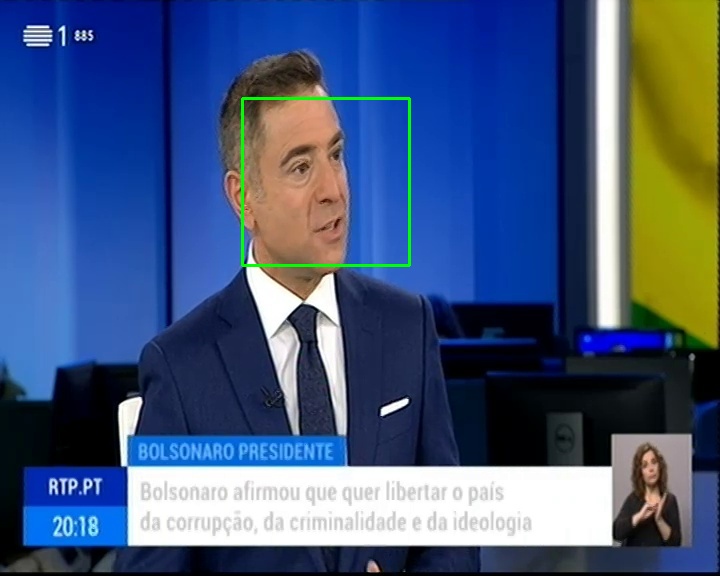 1 885
BOLSONARO PRESIDENTE
RTP.PT
20:18
Bolsonaro afirmou que quer libertar o país
da corrupção, da criminalidade e da ideologia
DELL